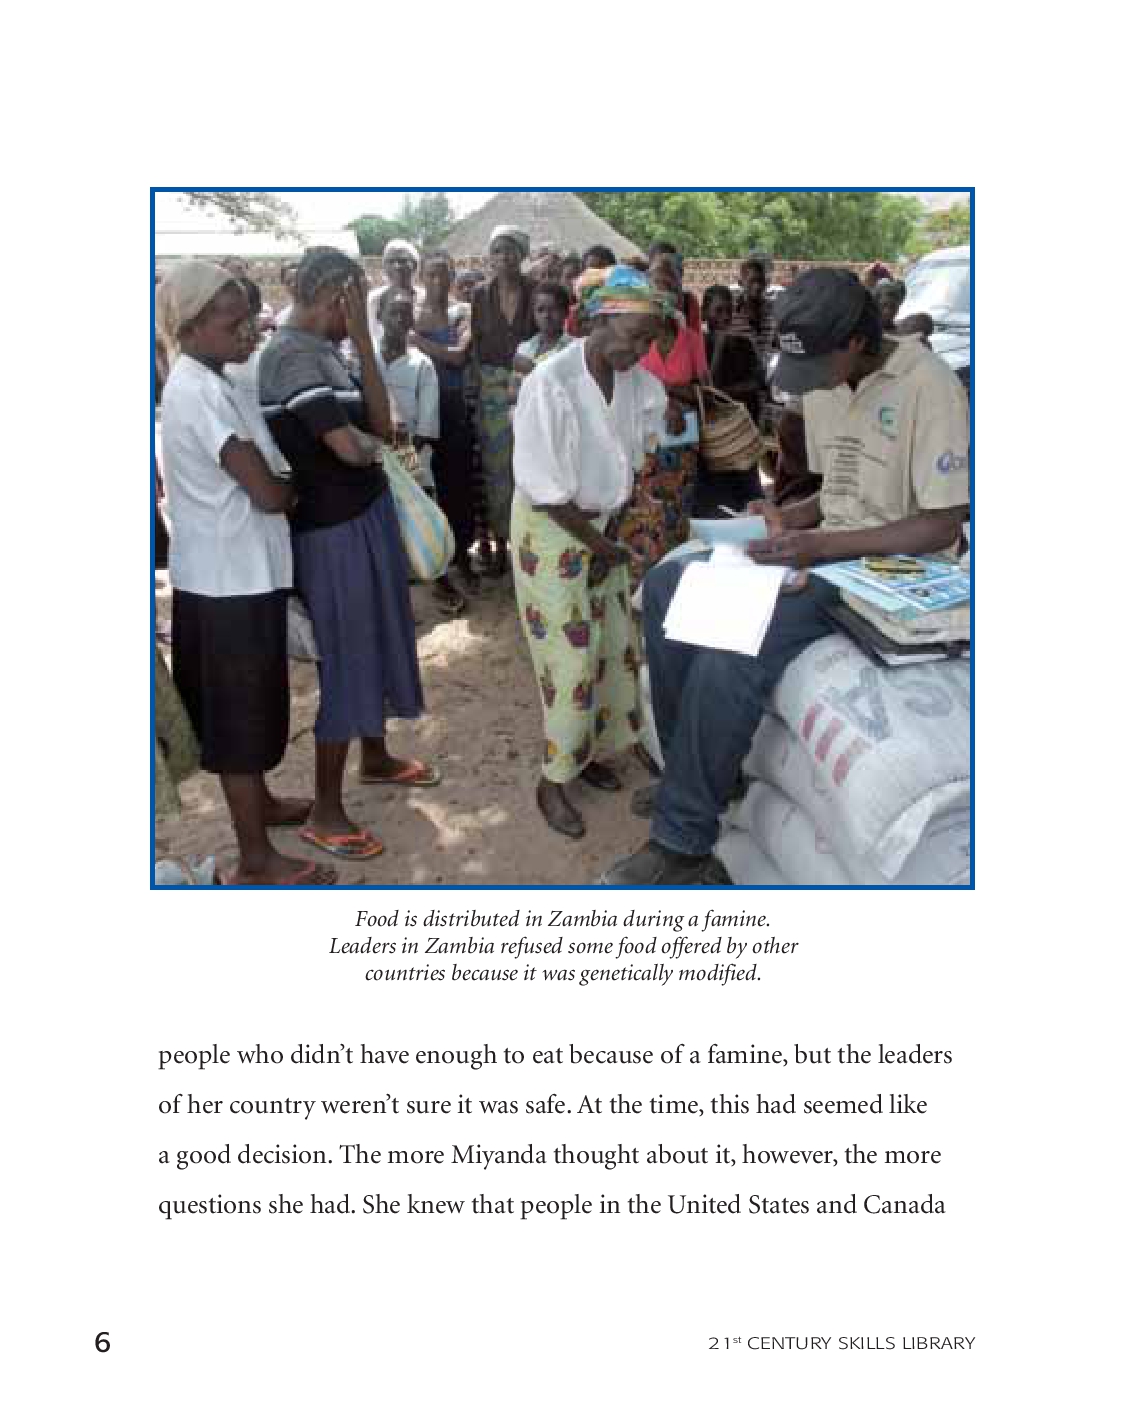 Food is distributed in Zambia during a famine.
Leaders in Zambia refused some food offered by other
countries because it was genetically modified.
people who didn’t have enough to eat because of a famine, but the leaders
of her country weren’t sure it was safe. At the time, this had seemed like
a good decision. The more Miyanda thought about it, however, the more
questions she had. She knew that people in the United States and Canada
6
21st CENTURY SKILLS LIBRARY